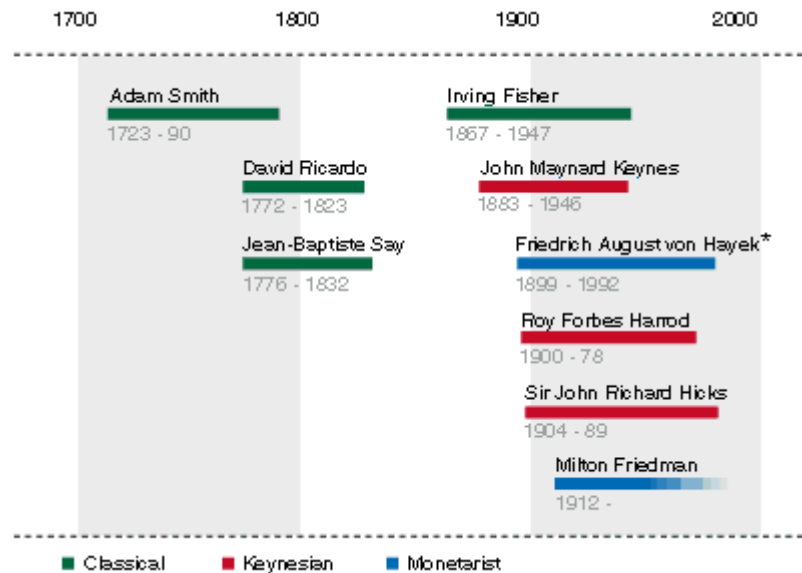 1700 1800 1900 2000
Adam Smith
1723 - 90
Irving Fisher
1867 - 1947
David Ricardo
1772 - 1823
John Maynard Keynes
1883 - 1946
Jean-Baptiste Say
1776 - 1832
Friedrich August von Hayek*
1899 - 1992
Roy Forbes Harrod
1900 - 78
Sir John Richard Hicks
1904 - 89
Milton Friedman
1912 -
Classical Keynesian Monetarist